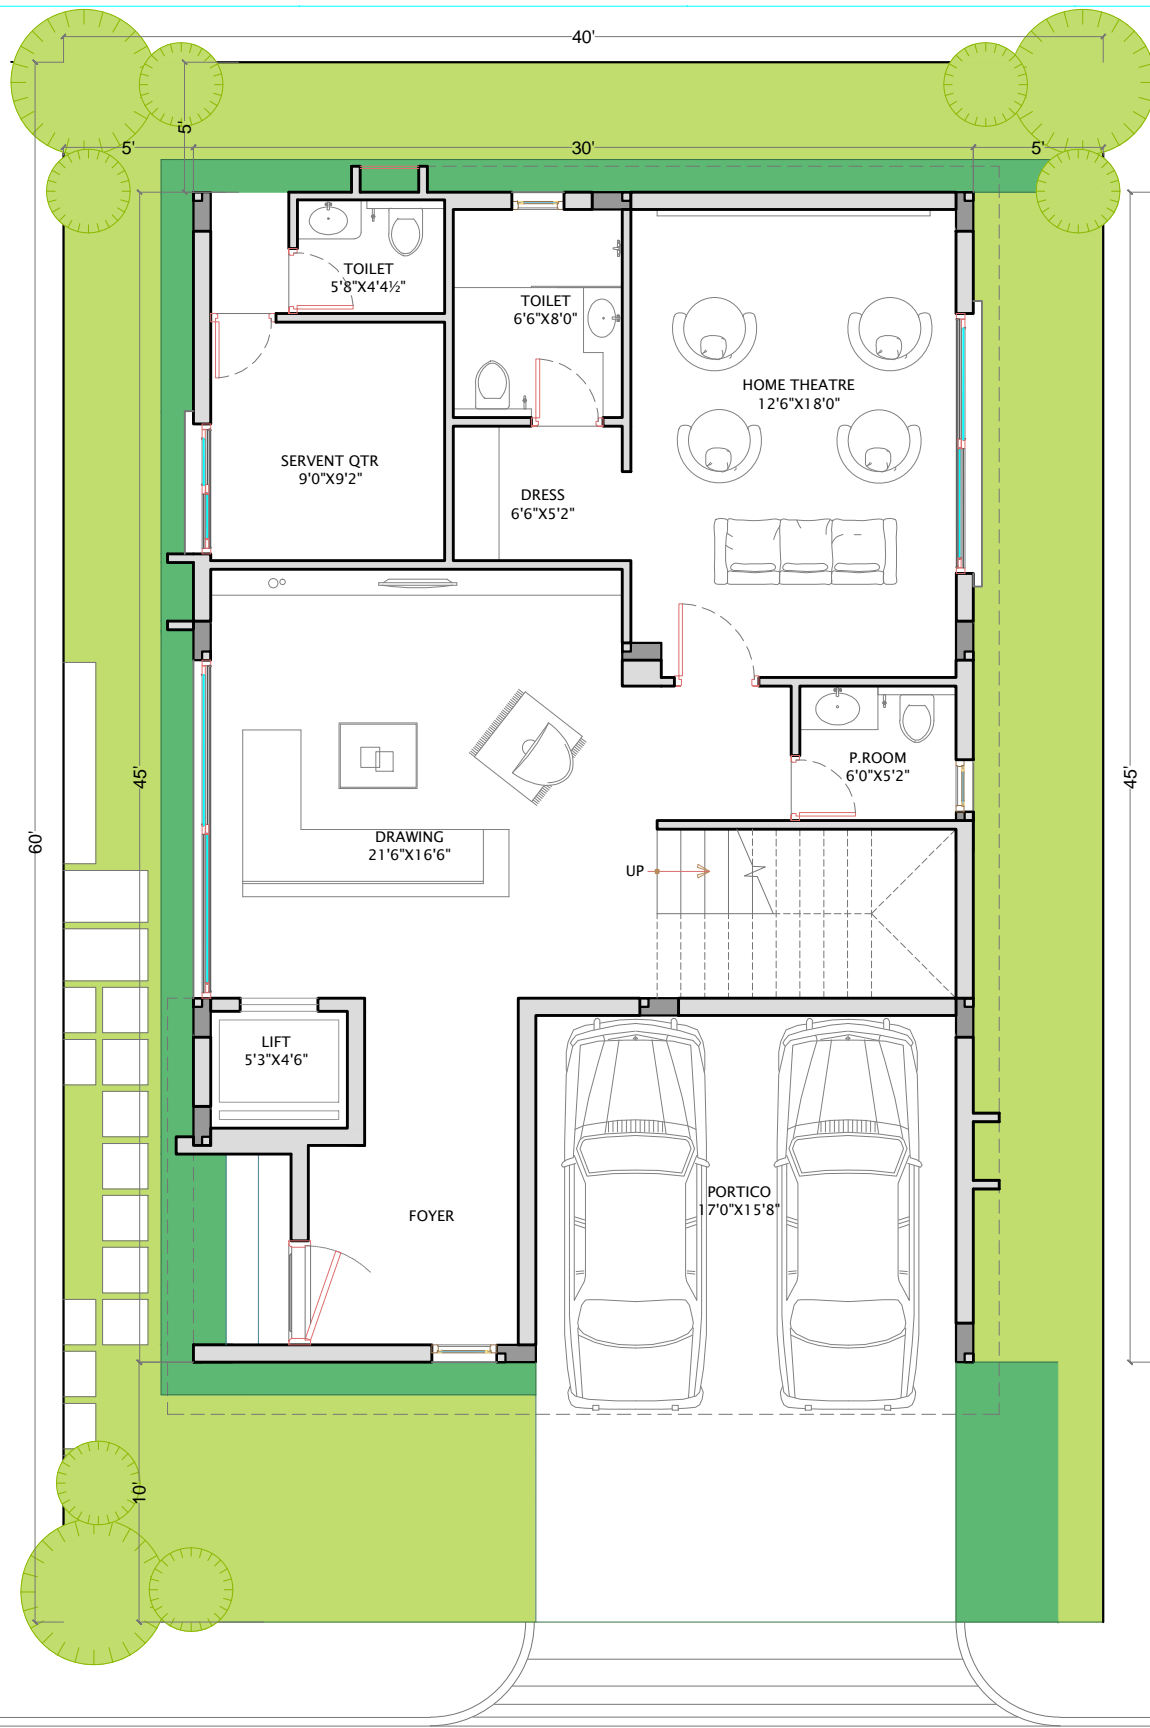 40'
5'
5'
30'
5'
TOILET
5'8"X4'4½"
TOILET
6'6"X8'0"
HOME THEATRE
12'6"X18'0"
SERVENT QTR
9'0"X9'2"
DRESS
6'6"X5'2"
P.ROOM
6'0"X5'2"
45'
45'
60'
DRAWING
21'6"X16'6"
UP
LIFT
5'3"X4'6"
PORTICO
17'0"X15'8"
FOYER
10'